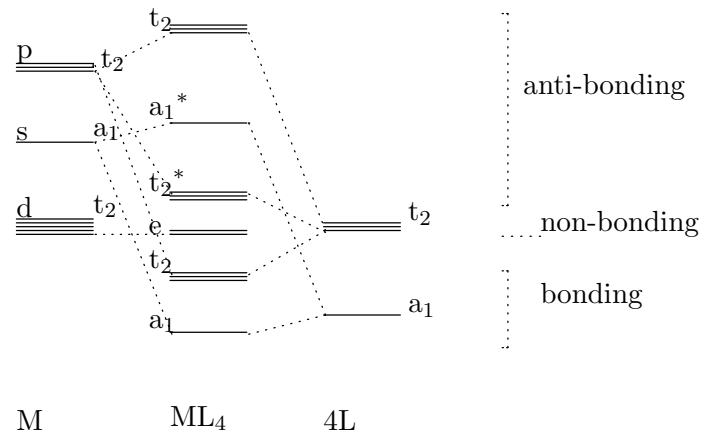 t₂
p t₂
anti-bonding
a₁*
s a₁
t₂*
d t₂ t₂
e non-bonding
t₂
bonding
a₁ a₁
M ML₄ 4L